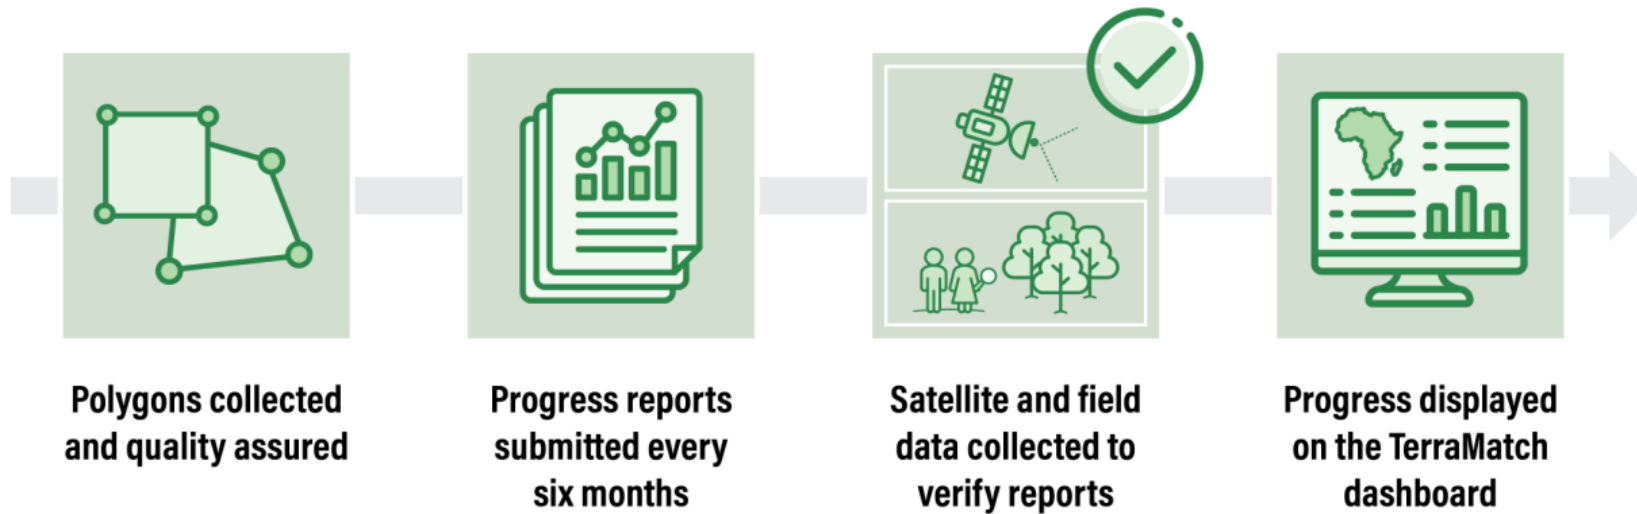 Polygons collected
and quality assured
Progress reports
submitted every
six months
Satellite and field
data collected to
verify reports
Progress displayed
on the TerraMatch
dashboard